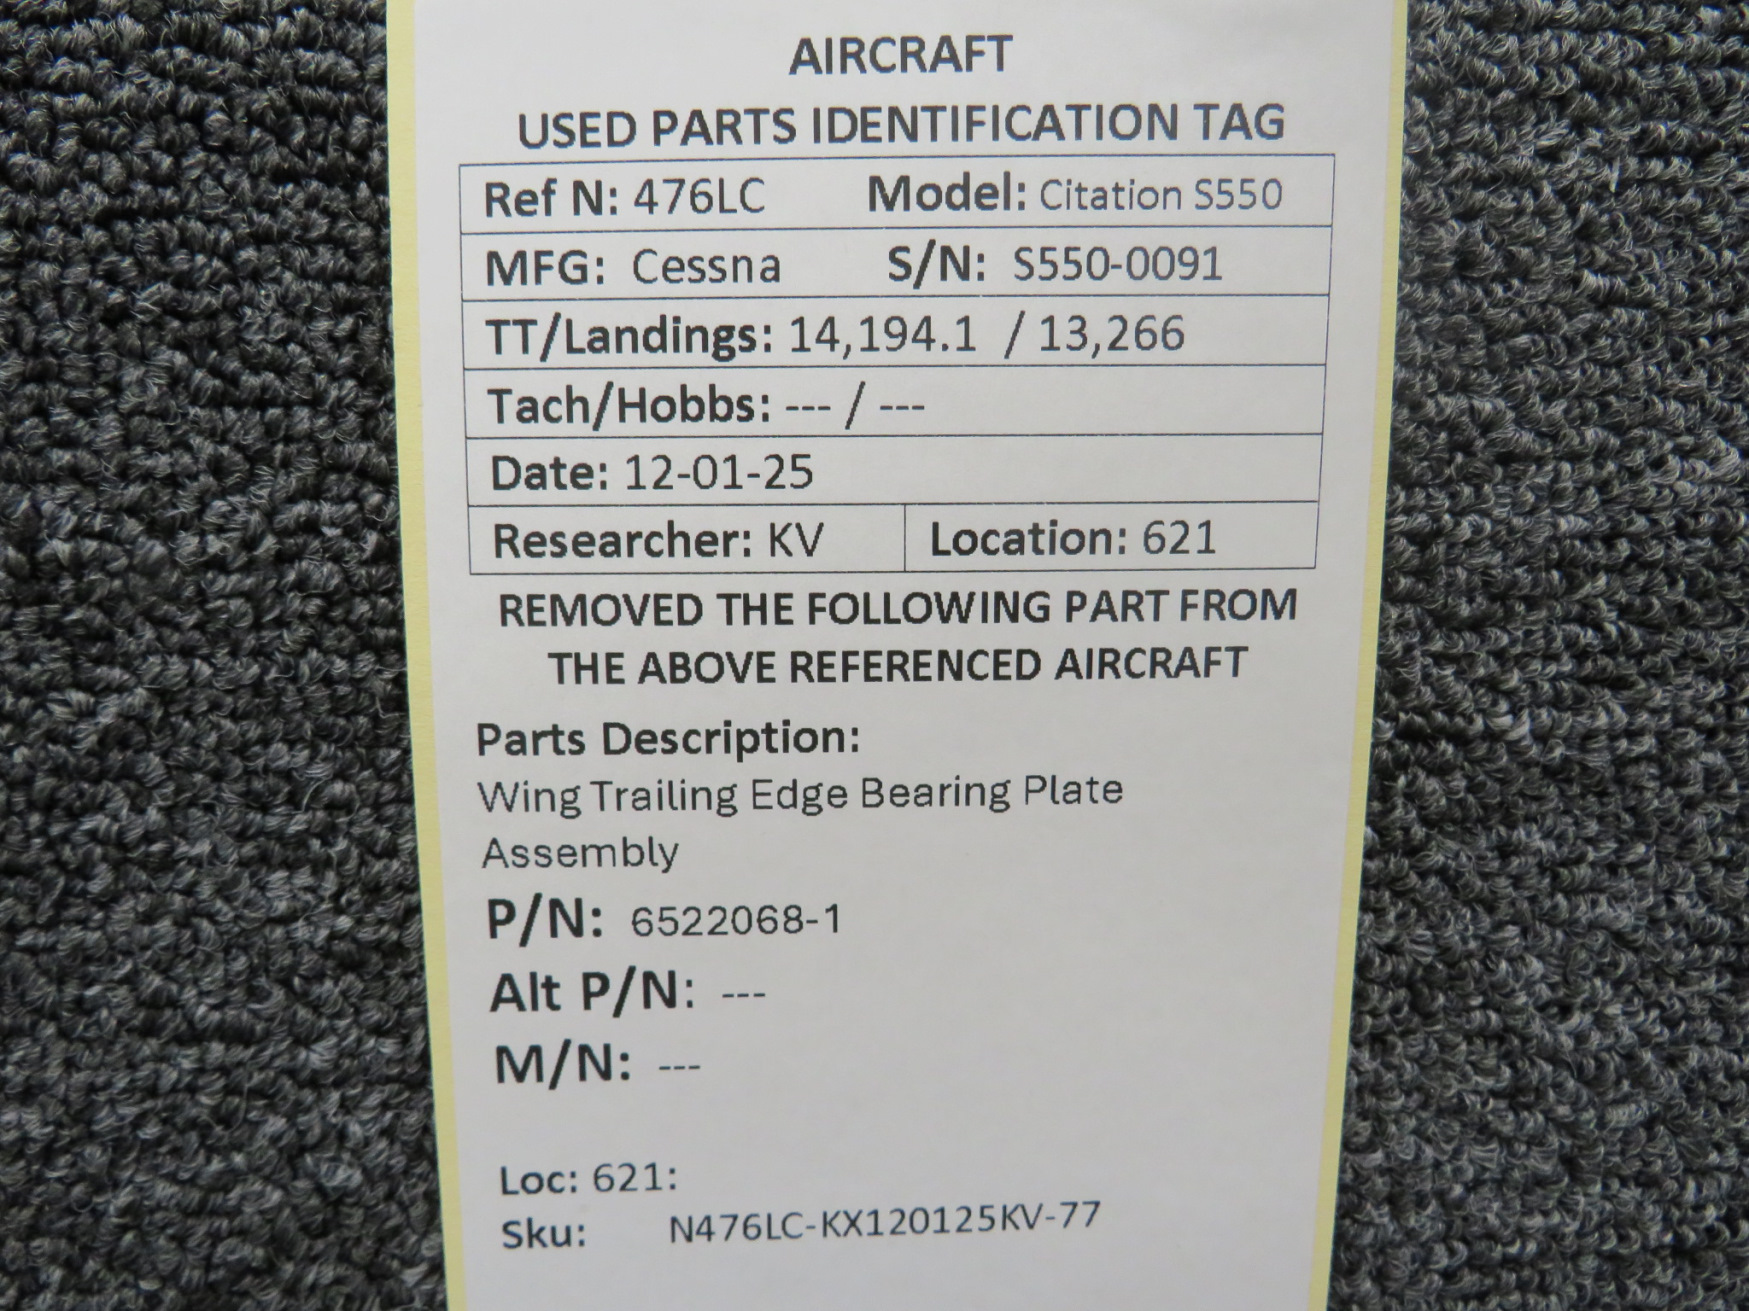 AIRCRAFT
USED PARTS IDENTIFICATION TAG
Ref N: 476LC Model: Citation S550
MFG: Cessna S/N: S550-0091
TT/Landings: 14,194.1 / 13,266
Tach/Hobbs: --- / ---
Date: 12-01-25
Researcher: KV Location: 621
REMOVED THE FOLLOWING PART FROM
THE ABOVE REFERENCED AIRCRAFT
Parts Description:
Wing Trailing Edge Bearing Plate
Assembly
P/N: 6522068-1
Alt P/N: ---
M/N: ---
Loc: 621:
Sku: N476LC-KX120125KV-77